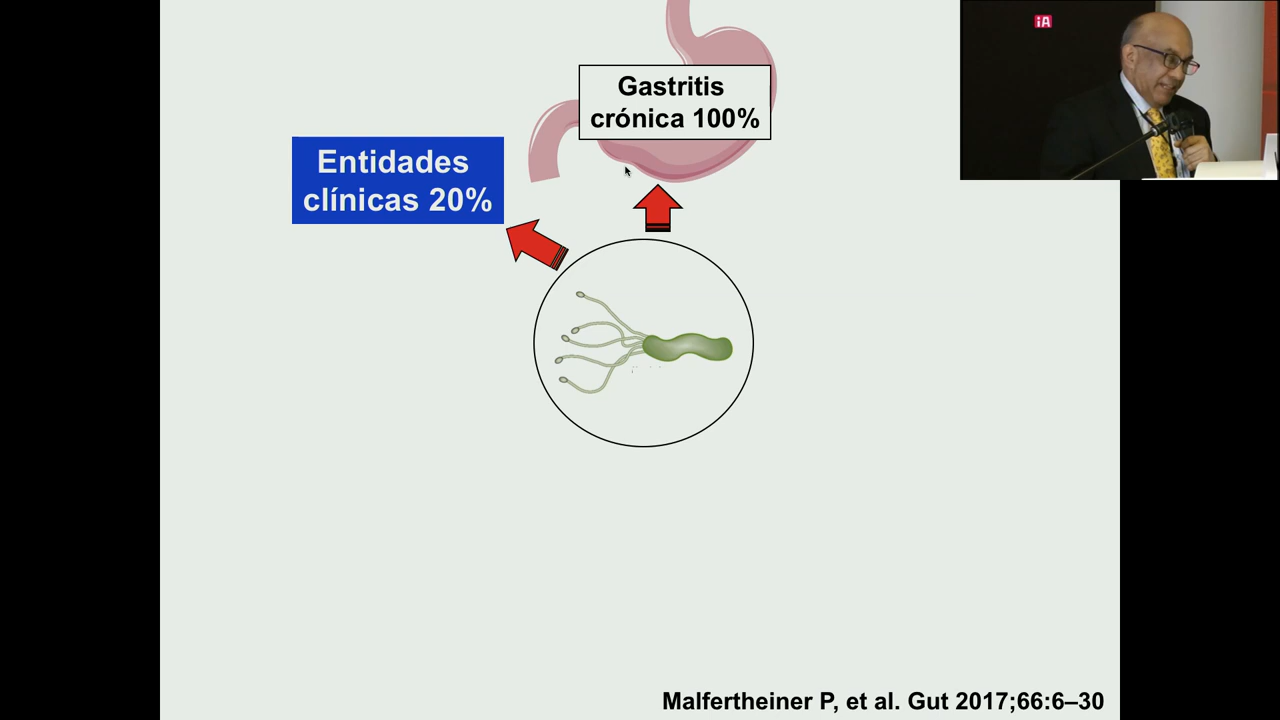 iA
Gastritis
crónica 100%
Entidades
clínicas 20%
Malfertheiner P, et al. Gut 2017;66:6–30